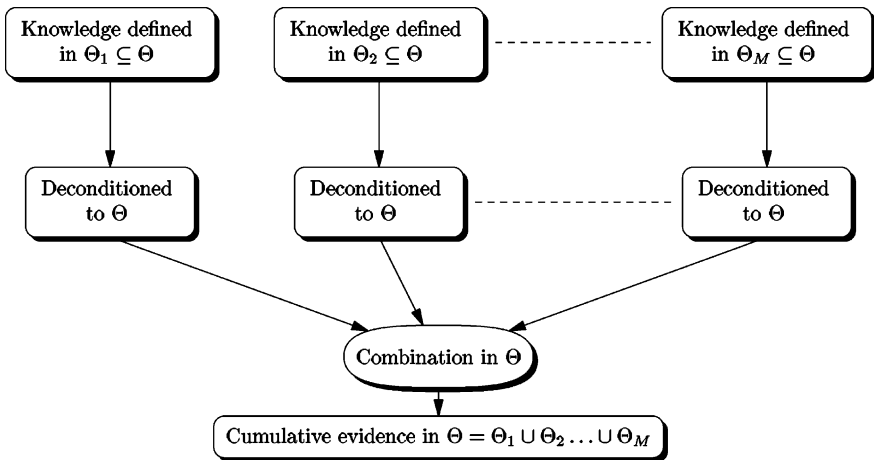 Knowledge defined
in Θ₁ ⊆ Θ
Knowledge defined
in Θ₂ ⊆ Θ
Knowledge defined
in Θ_M ⊆ Θ
Deconditioned
to Θ
Deconditioned
to Θ
Deconditioned
to Θ
Combination in Θ
Cumulative evidence in Θ = Θ₁ ∪ Θ₂ … ∪ Θ_M